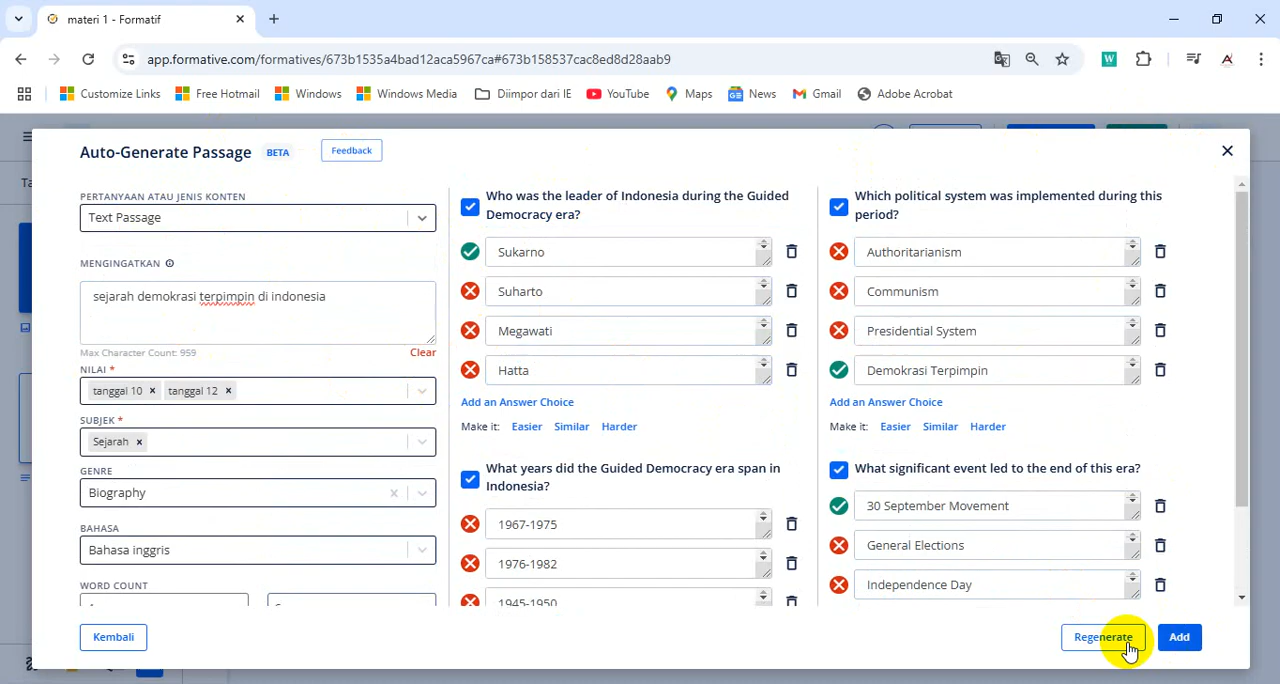 materi 1 - Formatif
app.formative.com/formatives/673b1535a4bad12aca5967ca#673b158537cac8ed8d28aab9
Customize Links
Free Hotmail
Windows
Windows Media
Diimpor dari IE
YouTube
Maps
News
Gmail
Adobe Acrobat
Auto-Generate Passage
BETA
Feedback
PERTANYAAN ATAU JENIS KONTEN
Text Passage
MENGINGATKAN
sejarah demokrasi terpimpin di indonesia
Max Character Count: 959
Clear
NILAI *
tanggal 10 × tanggal 12 ×
SUBJEK *
Sejarah ×
GENRE
Biography
BAHASA
Bahasa inggris
WORD COUNT
Kembali
Who was the leader of Indonesia during the Guided
Democracy era?
Sukarno
Suharto
Megawati
Hatta
Add an Answer Choice
Make it: Easier Similar Harder
What years did the Guided Democracy era span in
Indonesia?
1967-1975
1976-1982
1945-1950
Which political system was implemented during this
period?
Authoritarianism
Communism
Presidential System
Demokrasi Terpimpin
Add an Answer Choice
Make it: Easier Similar Harder
What significant event led to the end of this era?
30 September Movement
General Elections
Independence Day
Regenerate
Add